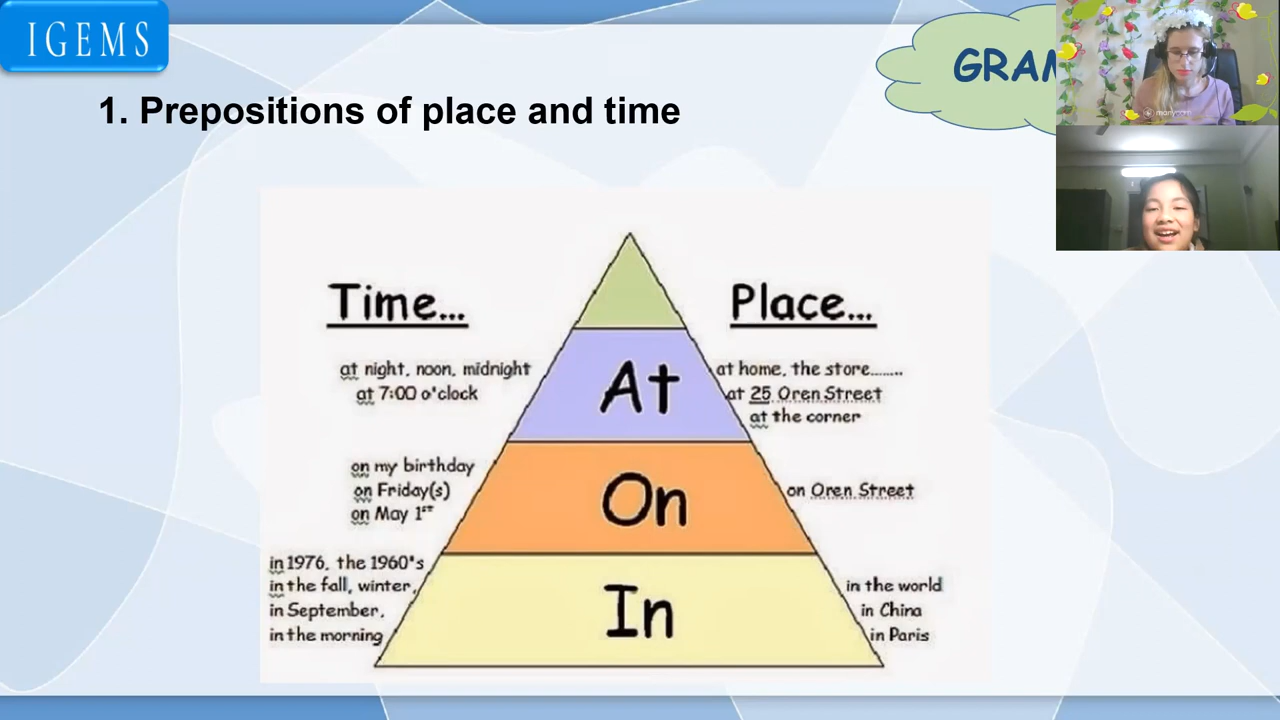 IGEMS
GRAM
1. Prepositions of place and time
manycam
Time...
Place...
at night, noon, midnight
at 7:00 o'clock
At
at home, the store........
at 25 Oren Street
at the corner
on my birthday
on Friday(s)
on May 1st
On
on Oren Street
in 1976, the 1960's
in the fall, winter,
in September,
in the morning
In
in the world
in China
in Paris